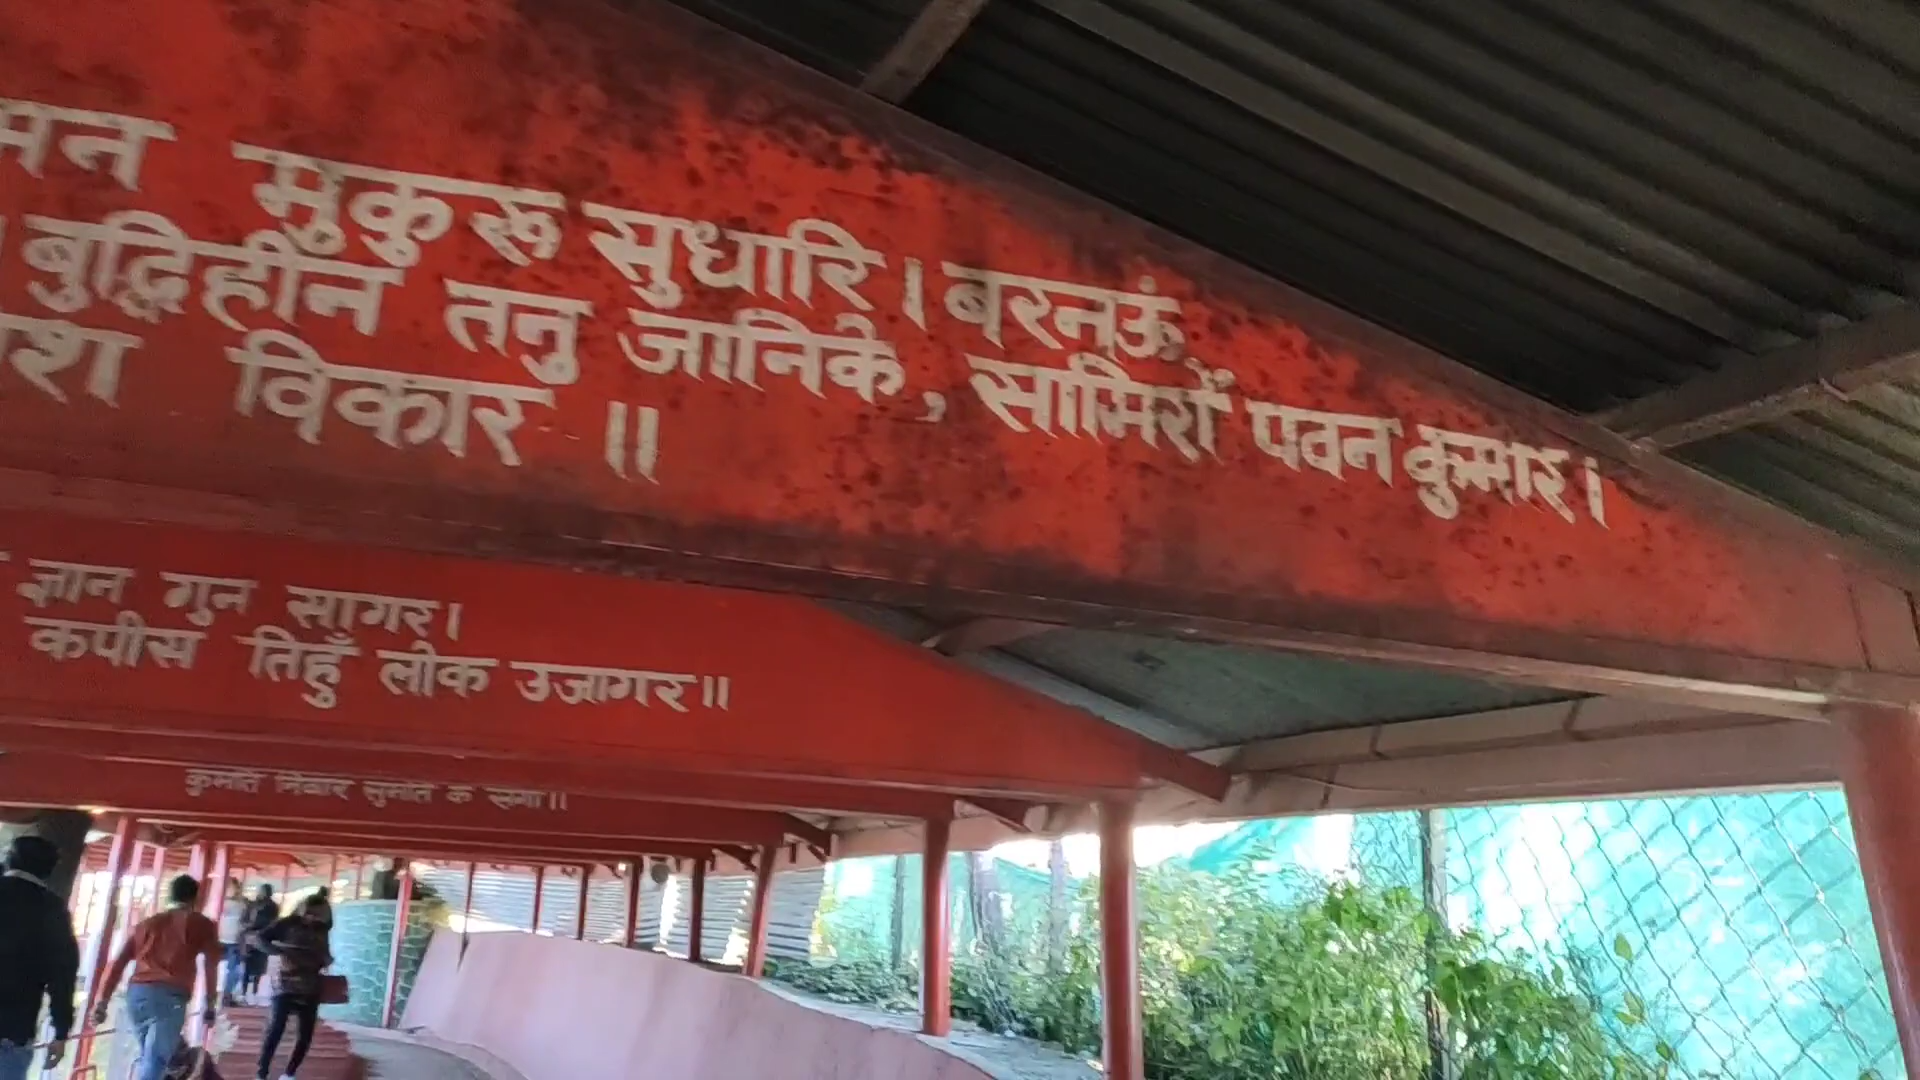 मन मुकुरू सुधारि । बरनऊं
। बुद्धिहीन तनु जानिके, सामिरों पवन कुमार ।
विकार ॥
ज्ञान गुन सागर।
कपीस तिहुँ लोक उजागर॥
कुमति निवार सुमति के संगी॥